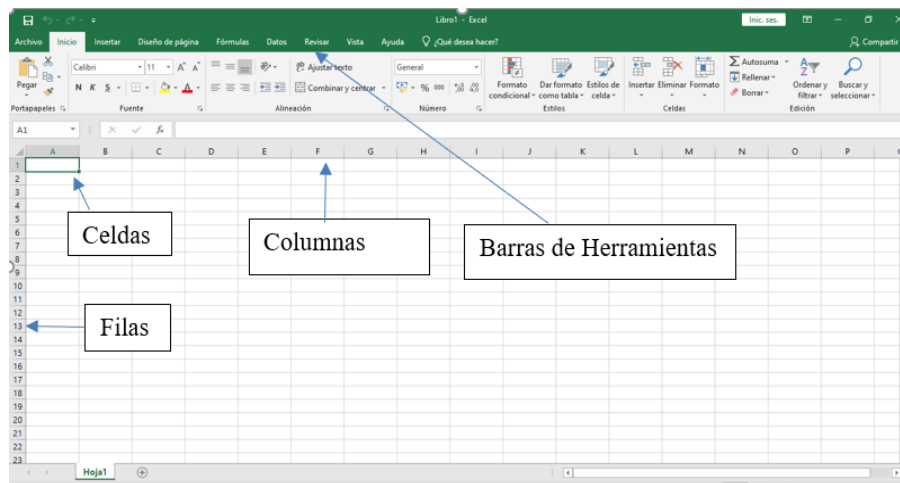 Libro1 - Excel
Inic. ses.
Archivo Inicio Insertar Diseño de página Fórmulas Datos Revisar Vista Ayuda ¿Qué desea hacer? Compartir
Pegar
Calibri 11 A A
N K S
A
Ajustar texto
Combinar y centrar
General
% 000
Formato condicional
Dar formato como tabla
Estilos de celda
Insertar Eliminar Formato
Autosuma
Rellenar
Borrar
Ordenar y filtrar
Buscar y seleccionar
Portapapeles Fuente Alineación Número Estilos Celdas Edición
A1 fx
A B C D E F G H I J K L M N O P
1
2
3
4
5
6
7
8
9
10
11
12
13
14
15
16
17
18
19
20
21
22
23
Celdas
Columnas
Barras de Herramientas
Filas
Hoja1